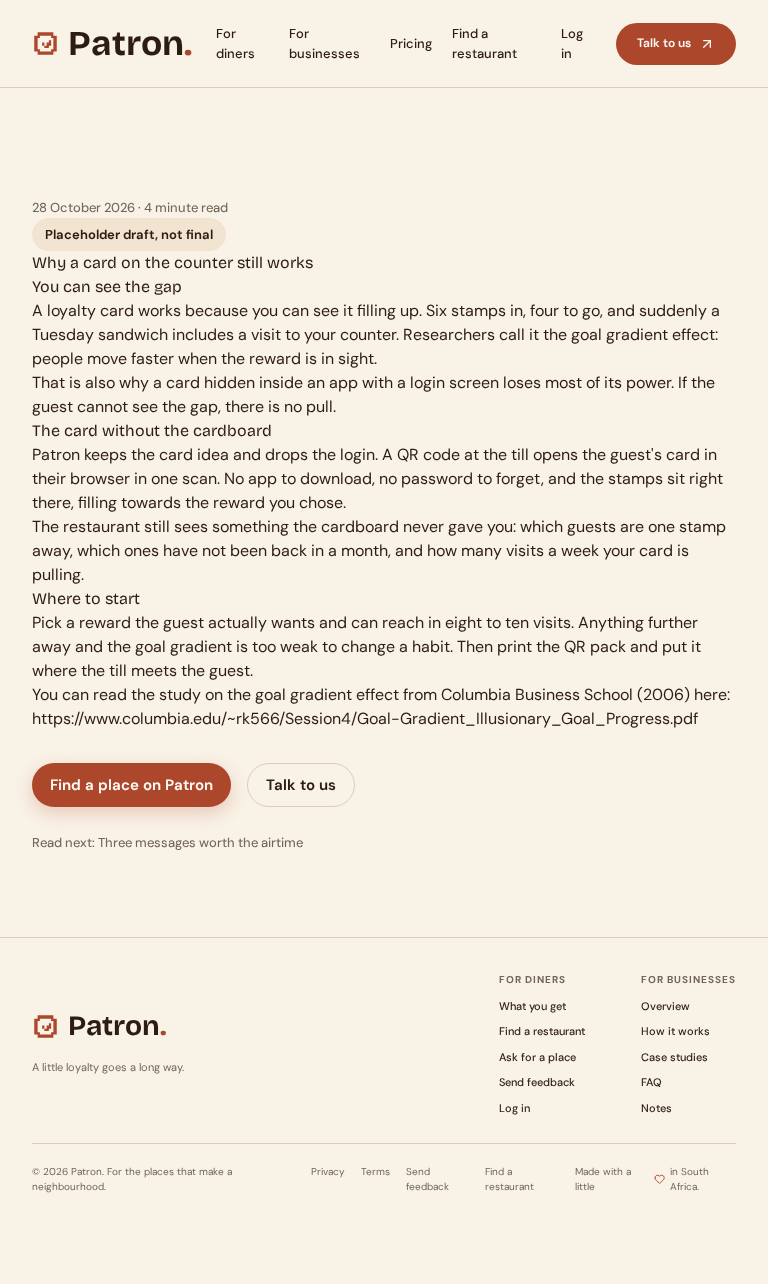 Patron.
For diners
For businesses
Pricing
Find a restaurant
Log in
Talk to us
28 October 2026 · 4 minute read
Placeholder draft, not final
Why a card on the counter still works
You can see the gap
A loyalty card works because you can see it filling up. Six stamps in, four to go, and suddenly a
Tuesday sandwich includes a visit to your counter. Researchers call it the goal gradient effect:
people move faster when the reward is in sight.
That is also why a card hidden inside an app with a login screen loses most of its power. If the
guest cannot see the gap, there is no pull.
The card without the cardboard
Patron keeps the card idea and drops the login. A QR code at the till opens the guest's card in
their browser in one scan. No app to download, no password to forget, and the stamps sit right
there, filling towards the reward you chose.
The restaurant still sees something the cardboard never gave you: which guests are one stamp
away, which ones have not been back in a month, and how many visits a week your card is
pulling.
Where to start
Pick a reward the guest actually wants and can reach in eight to ten visits. Anything further
away and the goal gradient is too weak to change a habit. Then print the QR pack and put it
where the till meets the guest.
You can read the study on the goal gradient effect from Columbia Business School (2006) here:
https://www.columbia.edu/~rk566/Session4/Goal-Gradient_Illusionary_Goal_Progress.pdf
Find a place on Patron
Talk to us
Read next: Three messages worth the airtime
Patron.
A little loyalty goes a long way.
FOR DINERS
What you get
Find a restaurant
Ask for a place
Send feedback
Log in
FOR BUSINESSES
Overview
How it works
Case studies
FAQ
Notes
© 2026 Patron. For the places that make a
neighbourhood.
Privacy
Terms
Send
feedback
Find a
restaurant
Made with a
little
in South
Africa.